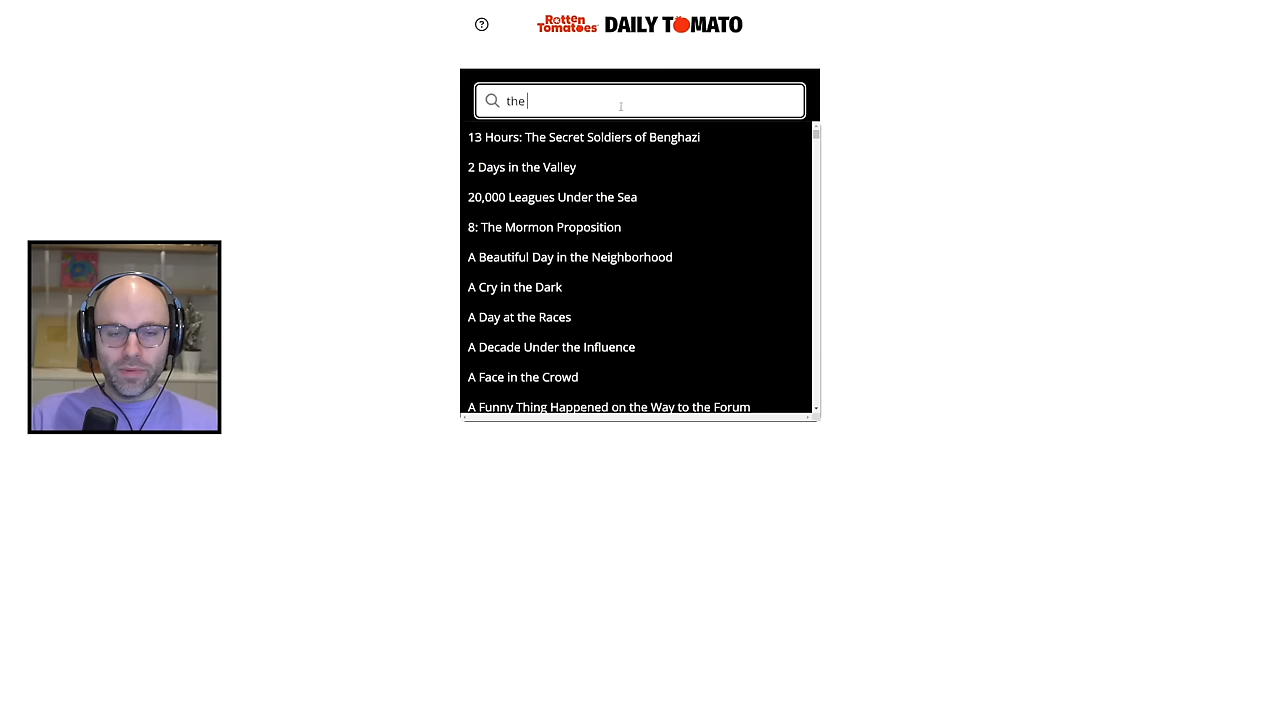 Rotten Tomatoes DAILY TOMATO
the
13 Hours: The Secret Soldiers of Benghazi
2 Days in the Valley
20,000 Leagues Under the Sea
8: The Mormon Proposition
A Beautiful Day in the Neighborhood
A Cry in the Dark
A Day at the Races
A Decade Under the Influence
A Face in the Crowd
A Funny Thing Happened on the Way to the Forum